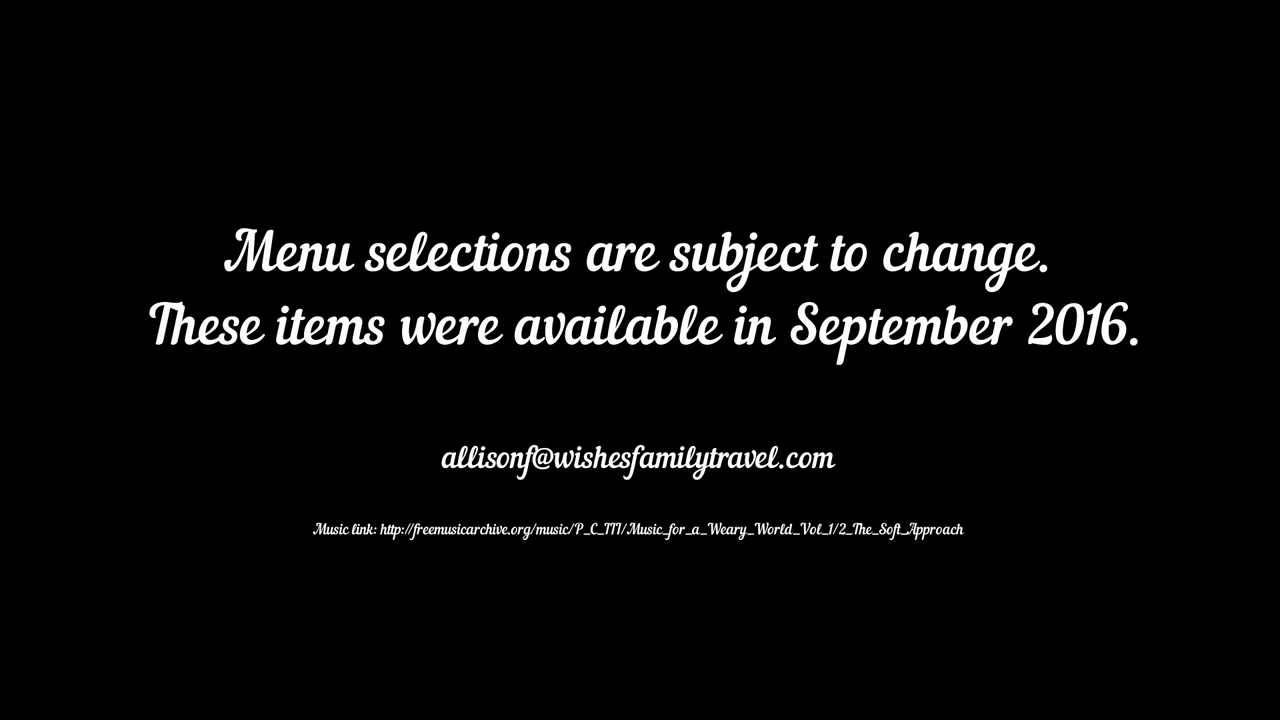 Menu selections are subject to change.
These items were available in September 2016.
allisonf@wishesfamilytravel.com
Music link: http://freemusicarchive.org/music/P_C_III/Music_for_a_Weary_World_Vol_1/2_The_Soft_Approach